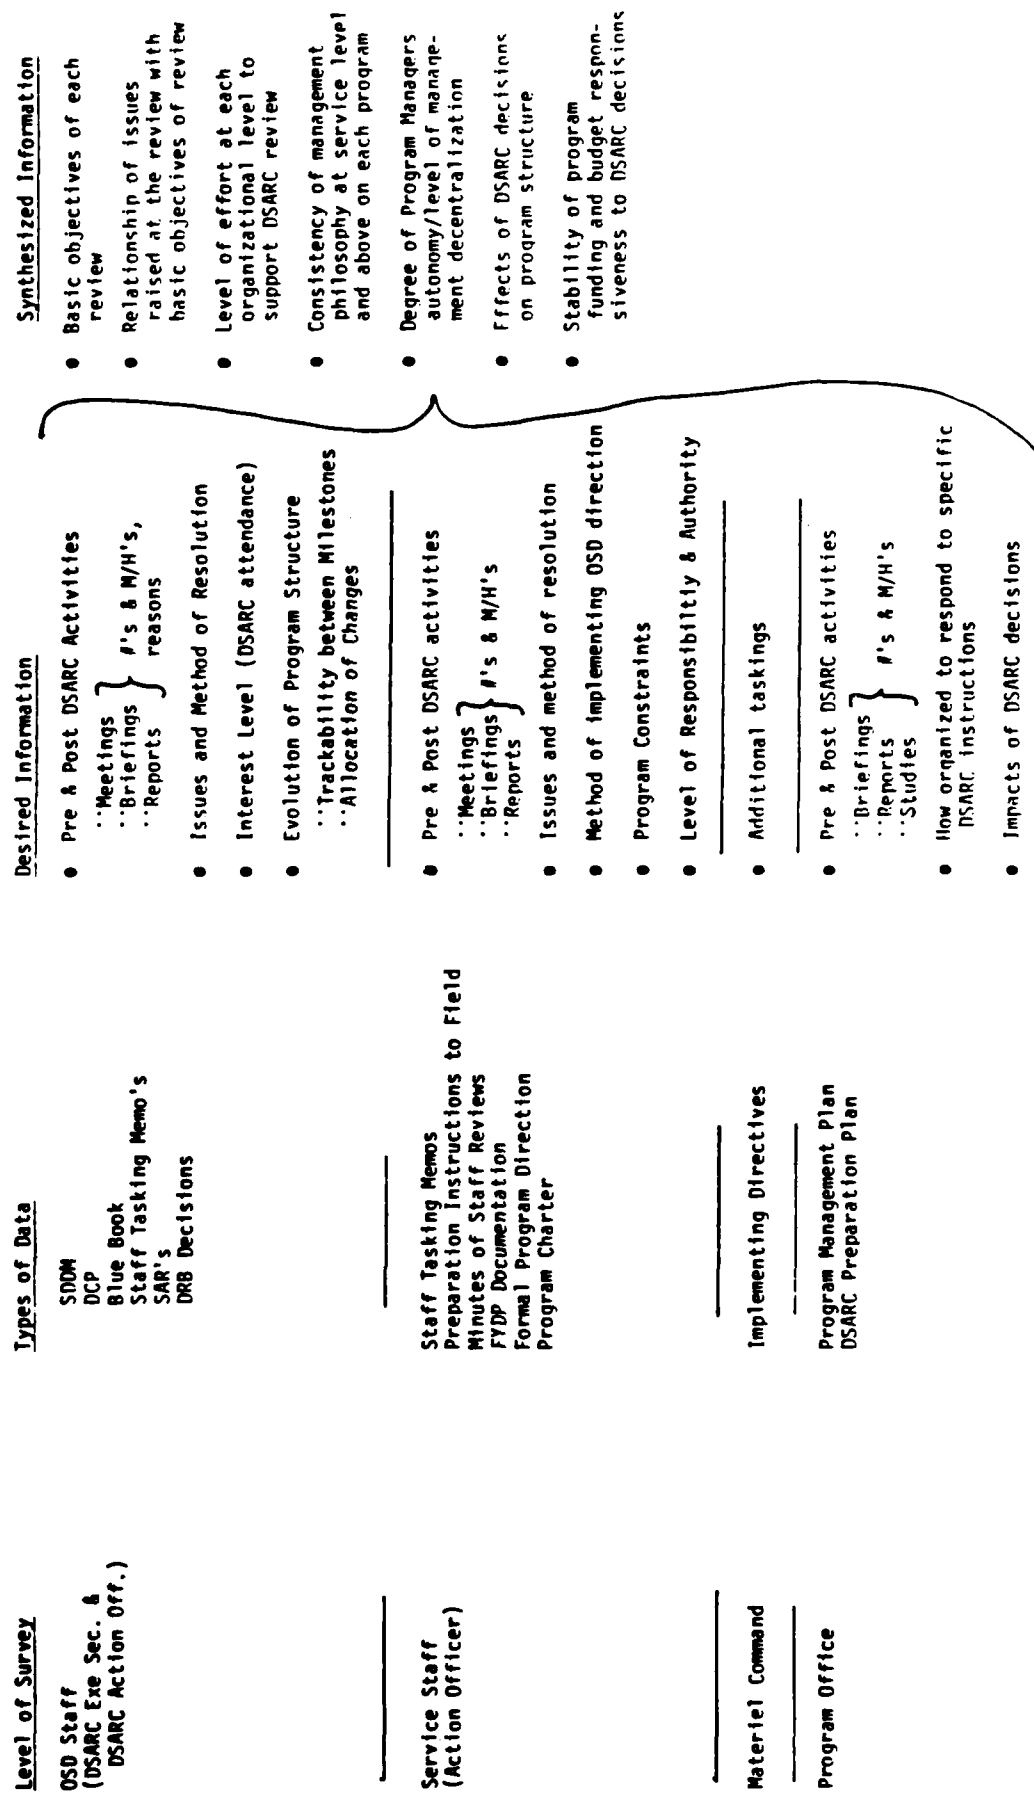 Level of Survey
OSD Staff
(DSARC Exe Sec. &
DSARC Action Off.)
Service Staff
(Action Officer)
Materiel Command
Program Office
Types of Data
SDDM
DCP
Blue Book
Staff Tasking Memo's
SAR's
DRB Decisions
Staff Tasking Memos
Preparation Instructions to Field
Minutes of Staff Reviews
FYDP Documentation
Formal Program Direction
Program Charter
Implementing Directives
Program Management Plan
DSARC Preparation Plan
Desired Information
● Pre & Post DSARC Activities
··Meetings
··Briefings } #'s & M/H's,
··Reports reasons
● Issues and Method of Resolution
● Interest Level (DSARC attendance)
● Evolution of Program Structure
··Trackability between Milestones
··Allocation of Changes
● Pre & Post DSARC activities
··Meetings
··Briefings } #'s & M/H's
··Reports
● Issues and method of resolution
● Method of implementing OSD direction
● Program Constraints
● Level of Responsibility & Authority
● Additional taskings
● Pre & Post DSARC activities
··Briefings
··Reports } #'s & M/H's
··Studies
● How organized to respond to specific
DSARC instructions
● Impacts of DSARC decisions
Synthesized Information
● Basic objectives of each
review
● Relationship of issues
raised at the review with
basic objectives of review
● Level of effort at each
organizational level to
support DSARC review
● Consistency of management
philosophy at service level
and above on each program
● Degree of Program Managers
autonomy/level of manage-
ment decentralization
● Effects of DSARC decisions
on program structure
● Stability of program
funding and budget respon-
siveness to DSARC decisions